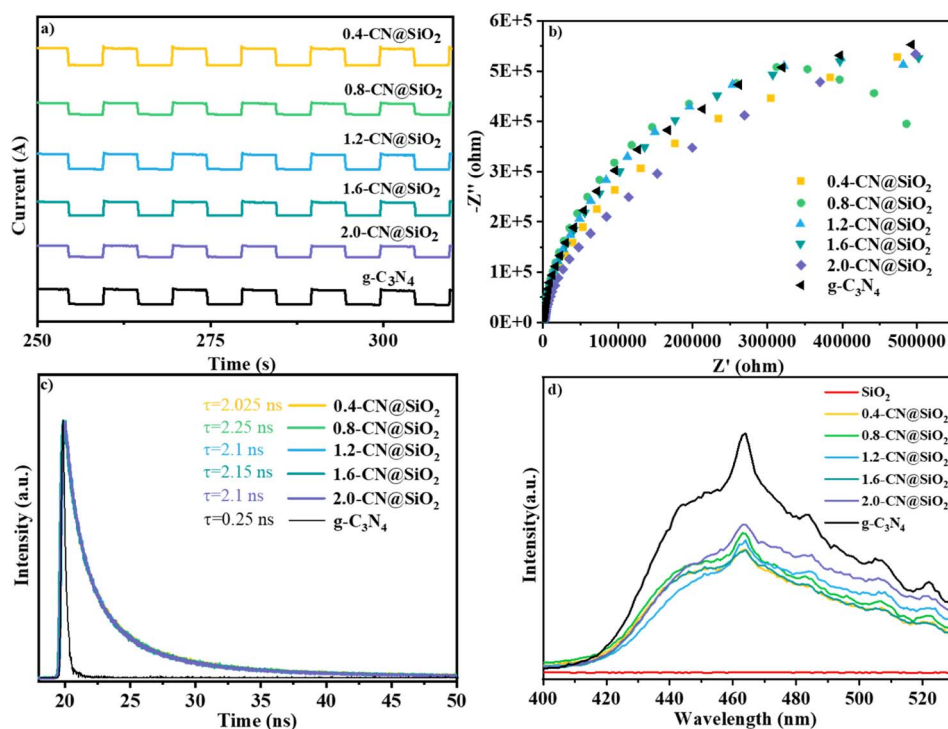 a)
0.4-CN@SiO₂
0.8-CN@SiO₂
1.2-CN@SiO₂
1.6-CN@SiO₂
2.0-CN@SiO₂
g-C₃N₄
Current (A)
250 275 300
Time (s)
b)
6E+5
5E+5
4E+5
3E+5
2E+5
1E+5
0E+0
-Z'' (ohm)
0.4-CN@SiO₂
0.8-CN@SiO₂
1.2-CN@SiO₂
1.6-CN@SiO₂
2.0-CN@SiO₂
g-C₃N₄
0 100000 200000 300000 400000 500000
Z' (ohm)
c)
τ=2.025 ns 0.4-CN@SiO₂
τ=2.25 ns 0.8-CN@SiO₂
τ=2.1 ns 1.2-CN@SiO₂
τ=2.15 ns 1.6-CN@SiO₂
τ=2.1 ns 2.0-CN@SiO₂
τ=0.25 ns g-C₃N₄
Intensity (a.u.)
20 25 30 35 40 45 50
Time (ns)
d)
SiO₂
0.4-CN@SiO₂
0.8-CN@SiO₂
1.2-CN@SiO₂
1.6-CN@SiO₂
2.0-CN@SiO₂
g-C₃N₄
Intensity(a.u.)
400 420 440 460 480 500 520
Wavelength (nm)